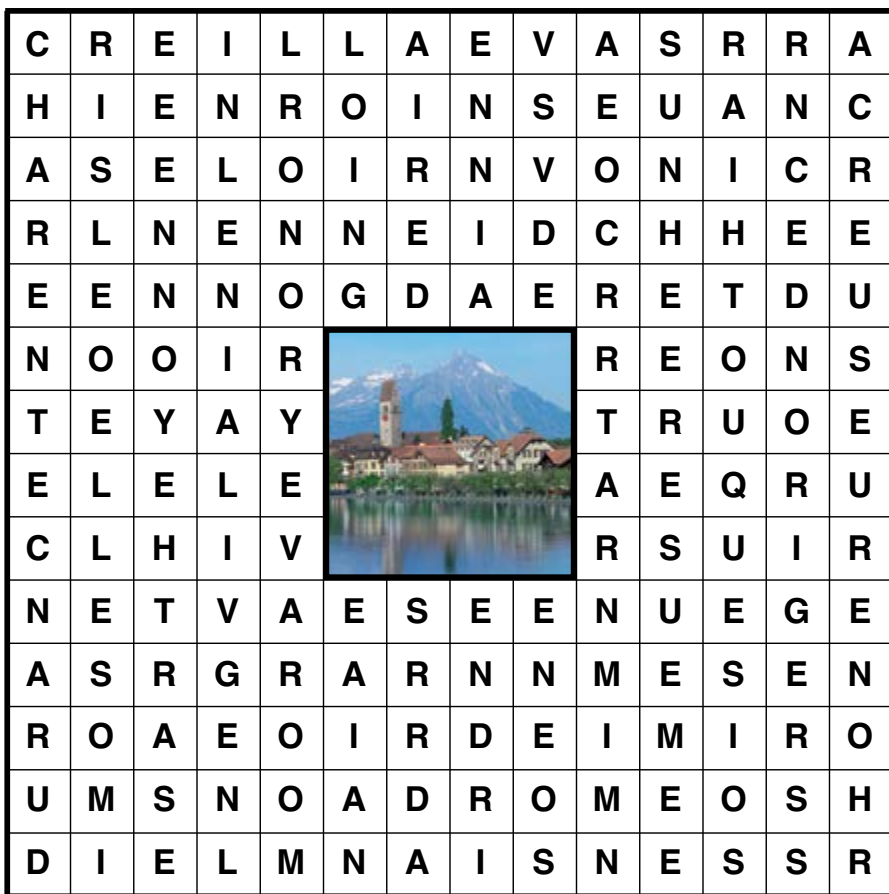 C R E I L L A E V A S R R A
H I E N R O I N S E U A N C
A S E L O I R N V O N I C R
R L N E N N E I D C H H E E
E E N N O G D A E R E T D U
N O O I R R E O N S
T E Y A Y T R U O E
E L E L E A E Q R U
C L H I V R S U I R
N E T V A E S E E N U E G E
A S R G R A R N N M E S E N
R O A E O I R D E I M I R O
U M S N O A D R O M E O S H
D I E L M N A I S N E S S R